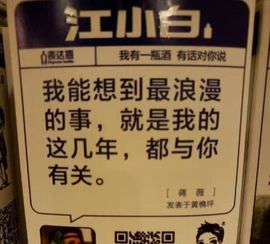 江小白
表达瓶
我有一瓶酒 有话对你说
我能想到最浪漫
的事，就是我的
这几年，都与你
有关。
[蒋薇]
发表于黄桷坪